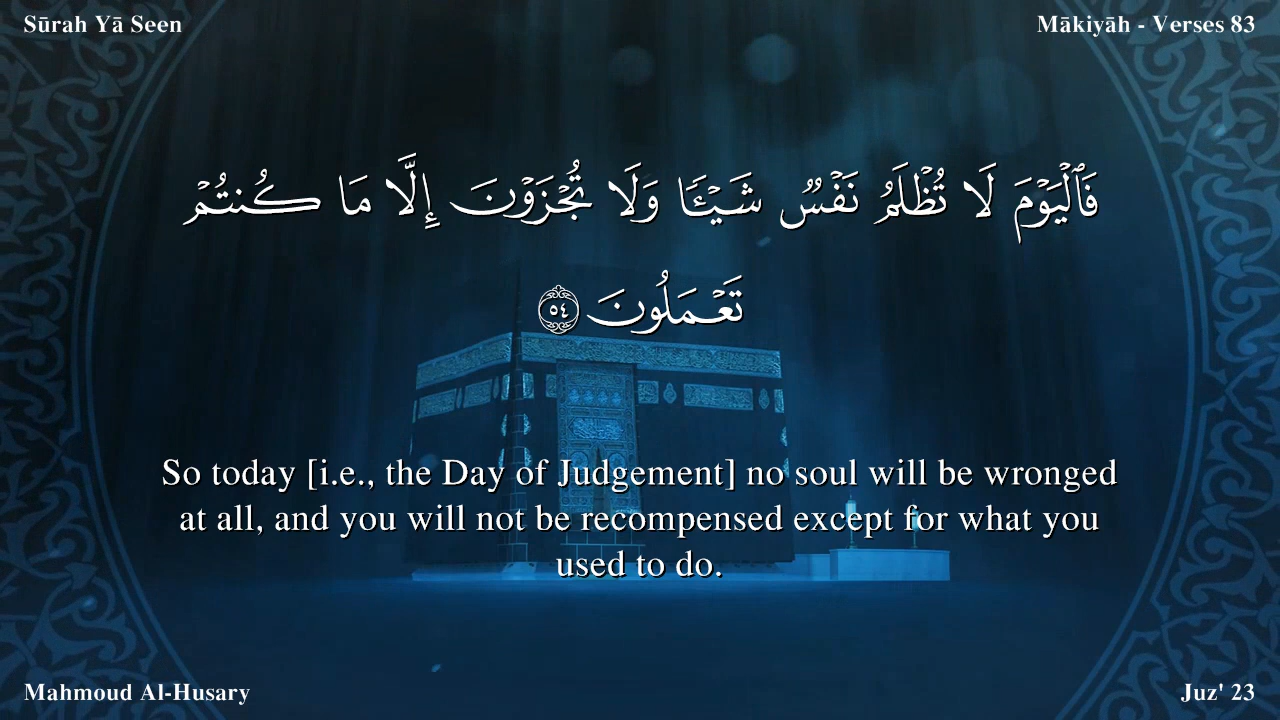 Sūrah Yā Seen
Mākiyāh - Verses 83
فَٱلْيَوْمَ لَا تُظْلَمُ نَفْسٌ شَيْـًٔا وَلَا تُجْزَوْنَ إِلَّا مَا كُنتُمْ
تَعْمَلُونَ ٥٤
So today [i.e., the Day of Judgement] no soul will be wronged
at all, and you will not be recompensed except for what you
used to do.
Mahmoud Al-Husary
Juz' 23